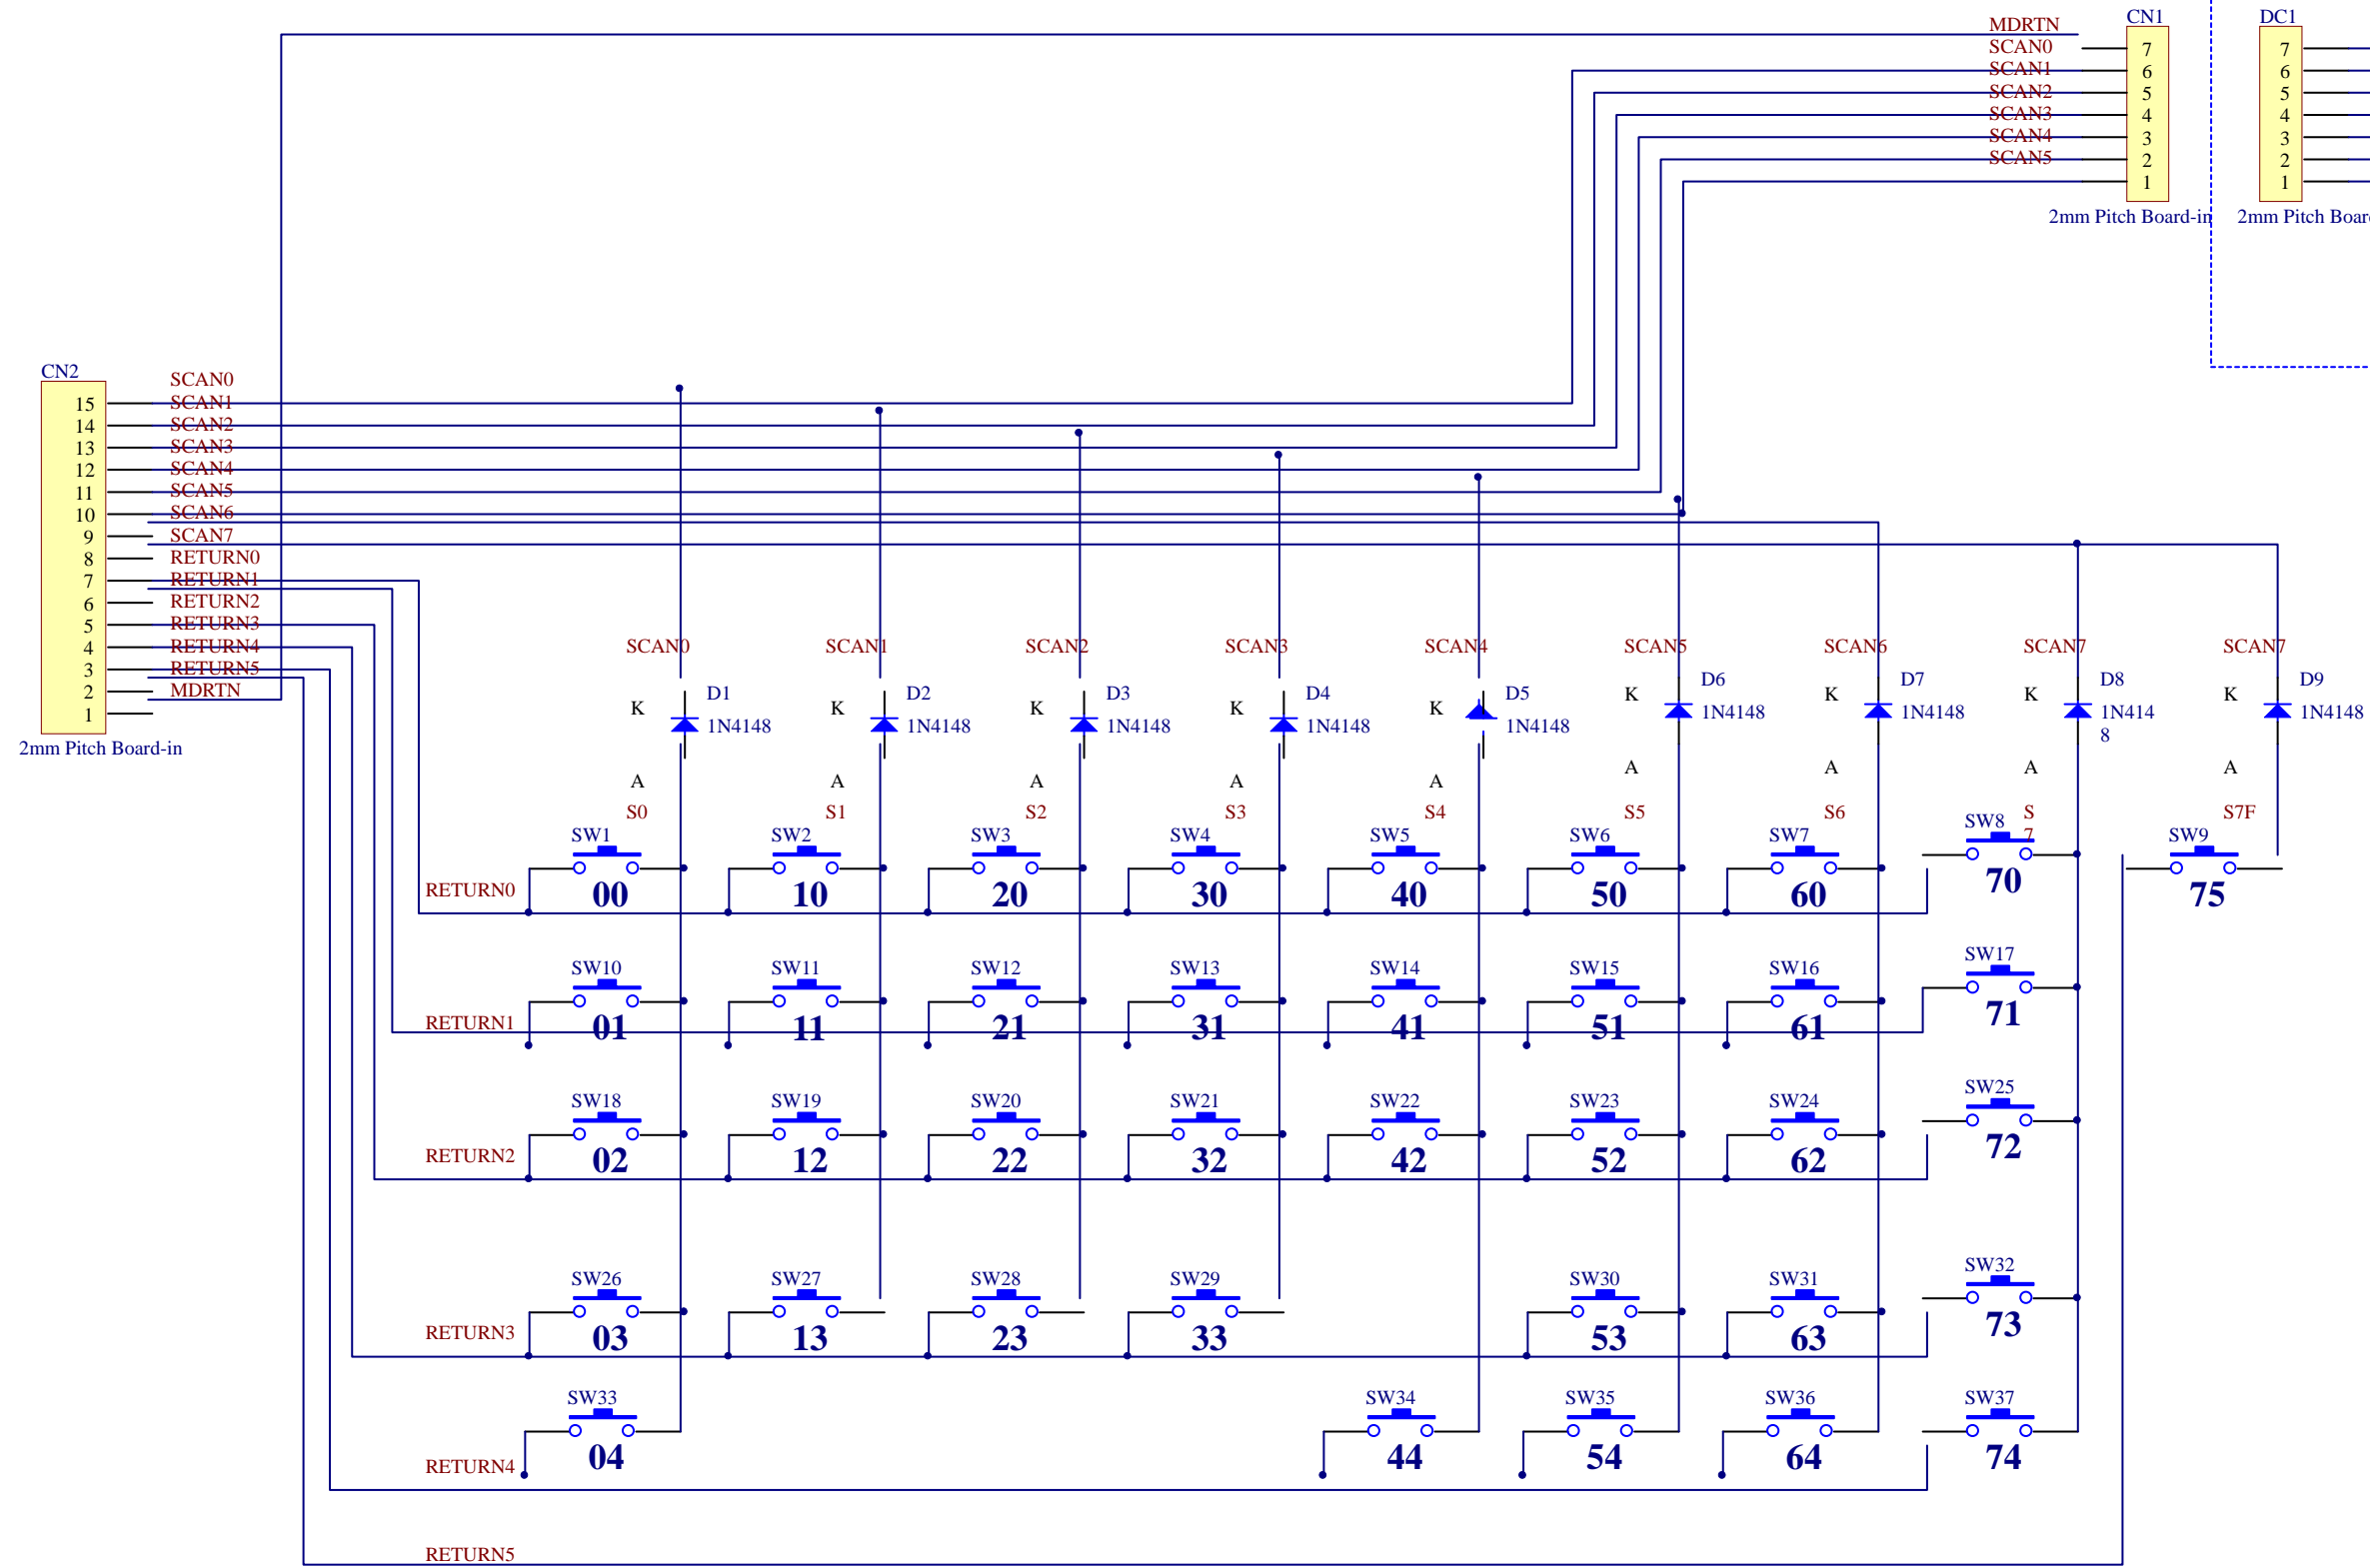 MDRTN
SCAN0
SCAN1
SCAN2
SCAN3
SCAN4
SCAN5
CN1
7
6
5
4
3
2
1
2mm Pitch Board-in
DC1
7
6
5
4
3
2
1
2mm Pitch Boar
CN2
15
14
13
12
11
10
9
8
7
6
5
4
3
2
1
2mm Pitch Board-in
SCAN0
SCAN1
SCAN2
SCAN3
SCAN4
SCAN5
SCAN6
SCAN7
RETURN0
RETURN1
RETURN2
RETURN3
RETURN4
RETURN5
MDRTN
SCAN0 SCAN1 SCAN2 SCAN3 SCAN4 SCAN5 SCAN6 SCAN7 SCAN7
K D1 K D2 K D3 K D4 K D5 K D6 K D7 K D8 K D9
1N4148 1N4148 1N4148 1N4148 1N4148 1N4148 1N4148 1N414 1N4148
8
A A A A A A A A A
S0 S1 S2 S3 S4 S5 S6 S S7F
7
SW1 SW2 SW3 SW4 SW5 SW6 SW7 SW8 SW9
RETURN0 00 10 20 30 40 50 60 70 75
SW10 SW11 SW12 SW13 SW14 SW15 SW16 SW17
RETURN1 01 11 21 31 41 51 61 71
SW18 SW19 SW20 SW21 SW22 SW23 SW24 SW25
RETURN2 02 12 22 32 42 52 62 72
SW26 SW27 SW28 SW29 SW30 SW31 SW32
RETURN3 03 13 23 33 53 63 73
SW33 SW34 SW35 SW36 SW37
RETURN4 04 44 54 64 74
RETURN5